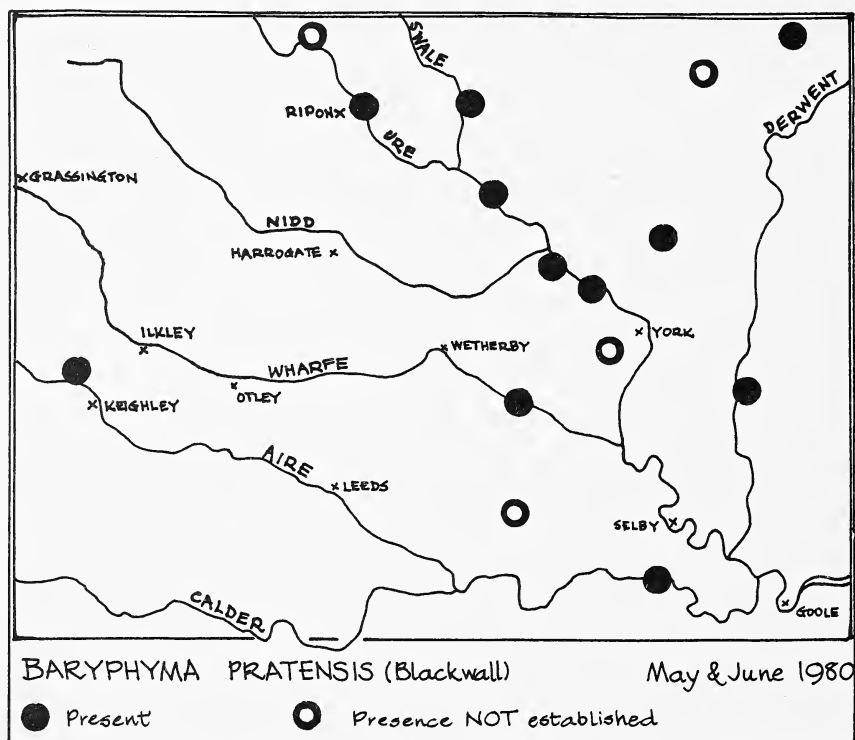 SWALE
DERWENT
RIPON
URE
GRASSINGTON
NIDD
HARROGATE
ILKLEY
WETHERBY
YORK
WHARFE
OTLEY
KEIGHLEY
AIRE
LEEDS
SELBY
CALDER
GOOLE
BARYPHYMA PRATENSIS (Blackwall) May & June 1980
Present Presence NOT established